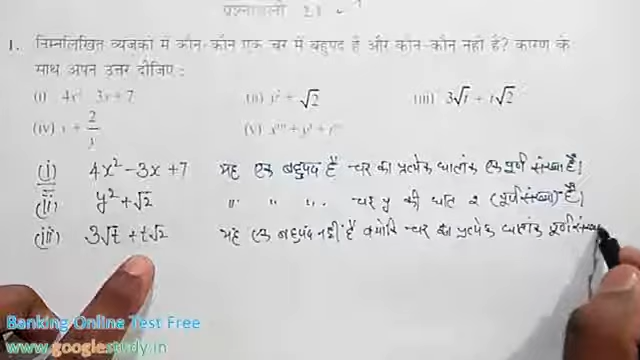 प्रश्नावली 2.1
1. निम्नलिखित व्यंजकों में कौन-कौन एक चर में बहुपद हैं और कौन-कौन नहीं हैं? कारण के
साथ अपने उत्तर दीजिए :
(i) 4x² 3x + 7 (ii) y² + √2 (iii) 3√t + t√2
(iv) y + 2/y (v) x¹⁰ + y³ + t⁵⁰
(i) 4x² - 3x + 7 यह एक बहुपद है चर का प्रत्येक घातांक एक पूर्ण संख्या है।
(ii) y² + √2 " " " चर y की घात 2 (पूर्ण संख्या) है।
(iii) 3√t + t√2 यह एक बहुपद नहीं है क्योंकि चर का प्रत्येक घातांक पूर्ण संख्या
Banking Online Test Free
www.googlestudy.in